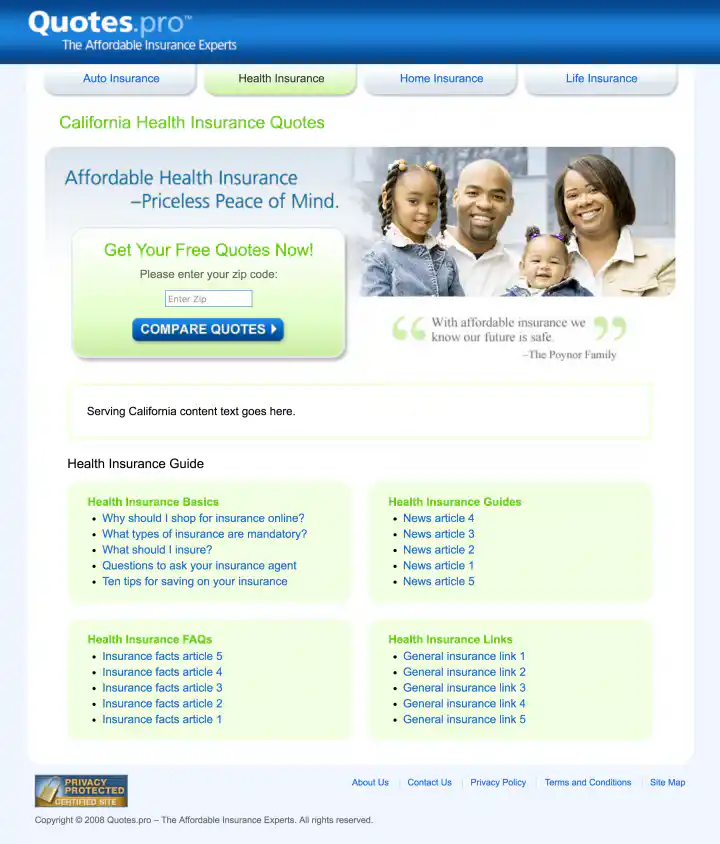 Quotes.pro™
The Affordable Insurance Experts
Auto Insurance
Health Insurance
Home Insurance
Life Insurance
California Health Insurance Quotes
Affordable Health Insurance
–Priceless Peace of Mind.
Get Your Free Quotes Now!
Please enter your zip code:
Enter Zip
COMPARE QUOTES
“With affordable insurance we
know our future is safe.”
–The Poynor Family
Serving California content text goes here.
Health Insurance Guide
Health Insurance Basics
Why should I shop for insurance online?
What types of insurance are mandatory?
What should I insure?
Questions to ask your insurance agent
Ten tips for saving on your insurance
Health Insurance Guides
News article 4
News article 3
News article 2
News article 1
News article 5
Health Insurance FAQs
Insurance facts article 5
Insurance facts article 4
Insurance facts article 3
Insurance facts article 2
Insurance facts article 1
Health Insurance Links
General insurance link 1
General insurance link 2
General insurance link 3
General insurance link 4
General insurance link 5
PRIVACY
PROTECTED
CERTIFIED SITE
About Us
Contact Us
Privacy Policy
Terms and Conditions
Site Map
Copyright © 2008 Quotes.pro – The Affordable Insurance Experts. All rights reserved.